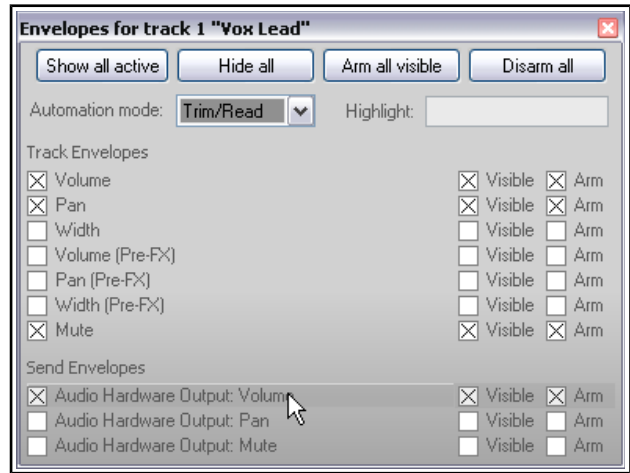 Envelopes for track 1 "Vox Lead"
Show all active Hide all Arm all visible Disarm all
Automation mode: Trim/Read Highlight:
Track Envelopes
Volume Visible Arm
Pan Visible Arm
Width Visible Arm
Volume (Pre-FX) Visible Arm
Pan (Pre-FX) Visible Arm
Width (Pre-FX) Visible Arm
Mute Visible Arm
Send Envelopes
Audio Hardware Output: Volume Visible Arm
Audio Hardware Output: Pan Visible Arm
Audio Hardware Output: Mute Visible Arm